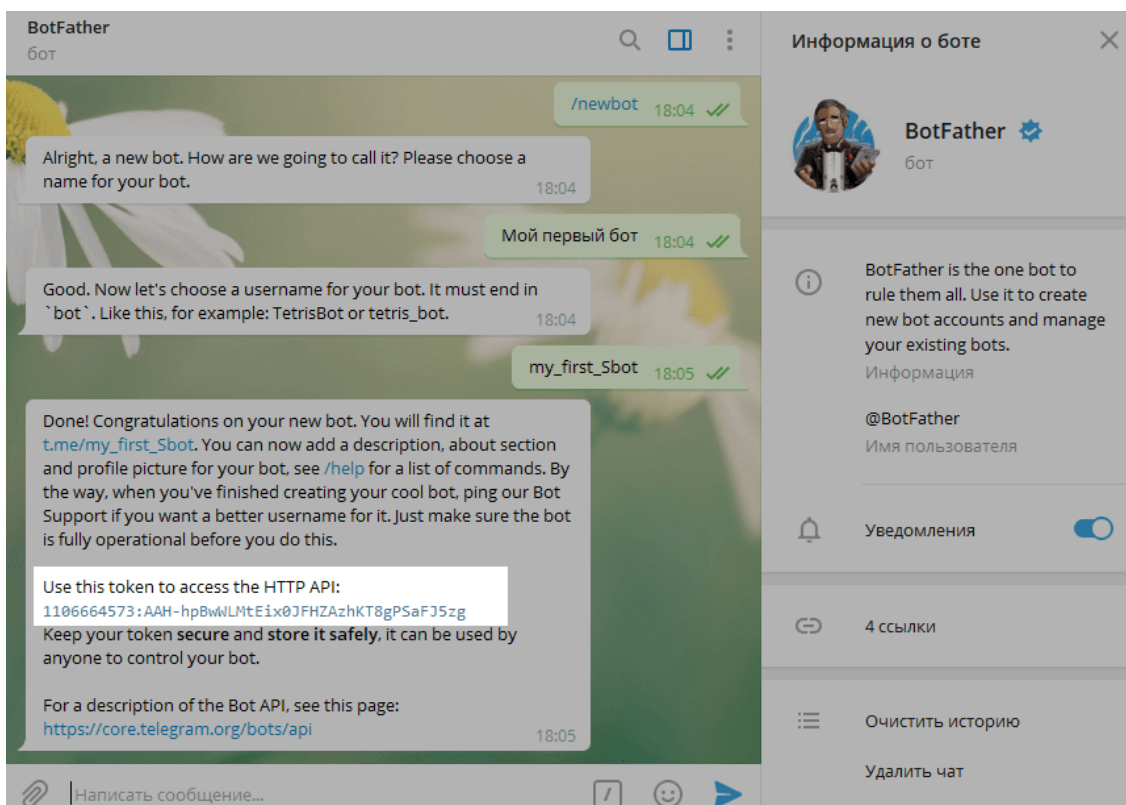 BotFather
бот
/newbot 18:04
Alright, a new bot. How are we going to call it? Please choose a
name for your bot.
18:04
Мой первый бот 18:04
Good. Now let's choose a username for your bot. It must end in
`bot`. Like this, for example: TetrisBot or tetris_bot.
18:04
my_first_Sbot 18:05
Done! Congratulations on your new bot. You will find it at
t.me/my_first_Sbot. You can now add a description, about section
and profile picture for your bot, see /help for a list of commands. By
the way, when you've finished creating your cool bot, ping our Bot
Support if you want a better username for it. Just make sure the bot
is fully operational before you do this.
Use this token to access the HTTP API:
1106664573:AAH-hpBwWLMtEix0JFHZAzhKT8gPSaFJ5zg
Keep your token secure and store it safely, it can be used by
anyone to control your bot.
For a description of the Bot API, see this page:
https://core.telegram.org/bots/api
18:05
Написать сообщение...
Информация о боте
BotFather
бот
BotFather is the one bot to
rule them all. Use it to create
new bot accounts and manage
your existing bots.
Информация
@BotFather
Имя пользователя
Уведомления
4 ссылки
Очистить историю
Удалить чат